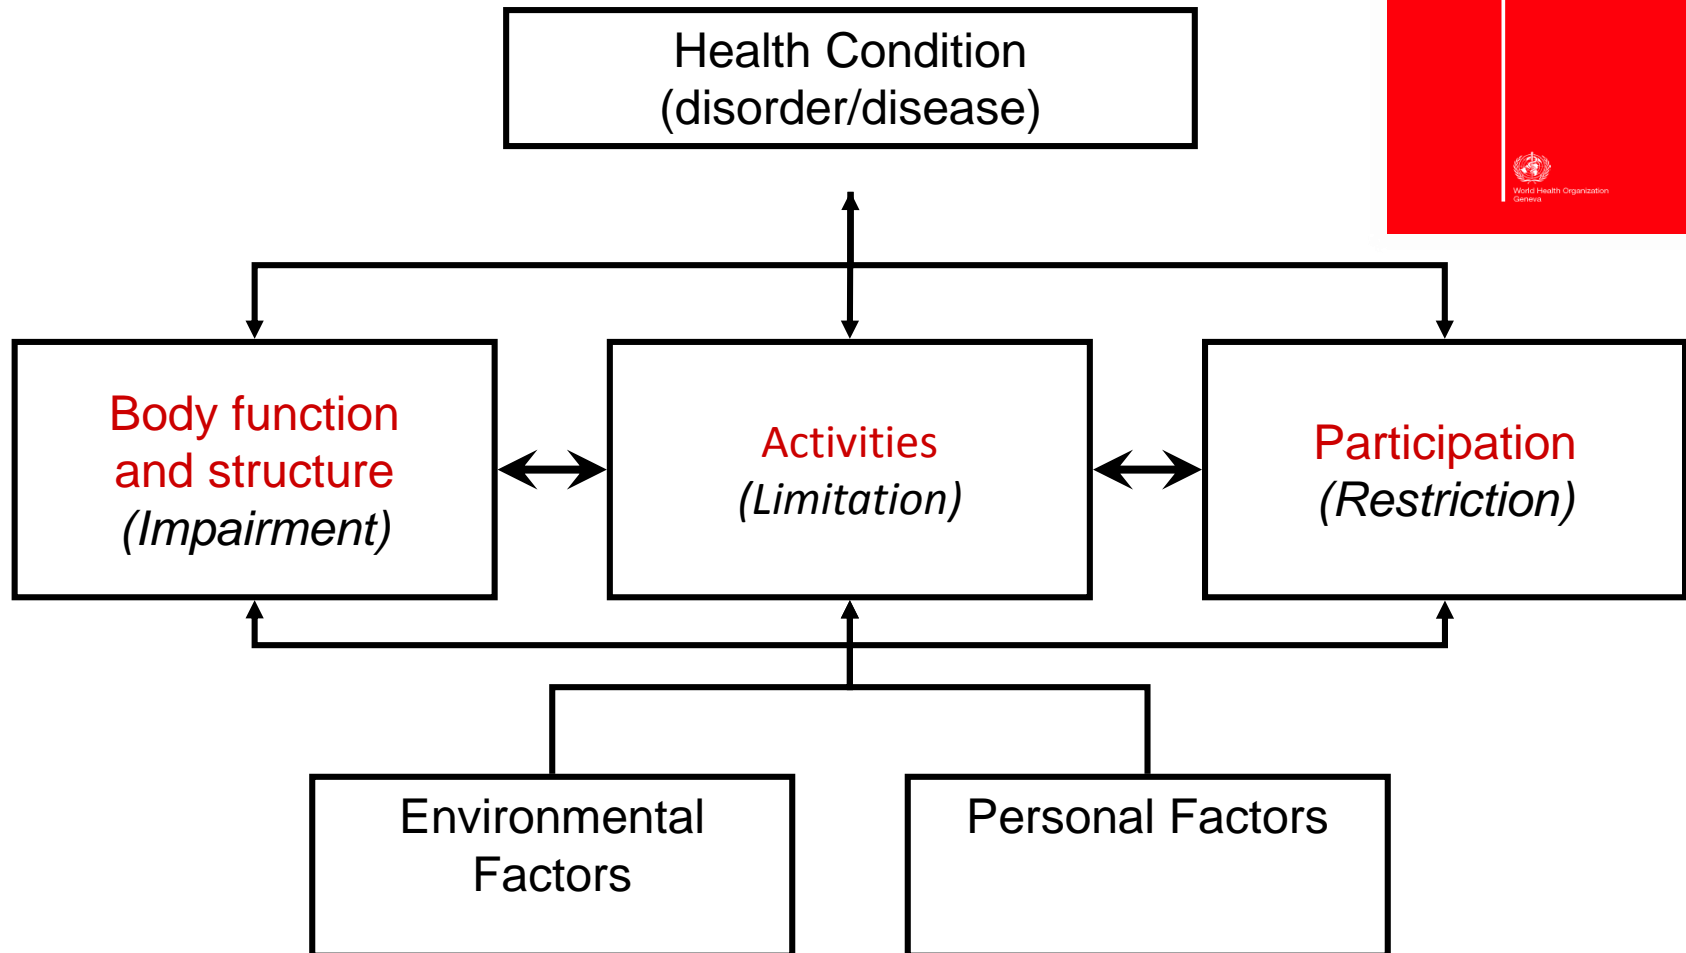 Health Condition
(disorder/disease)
World Health Organization
Geneva
Body function
and structure
(Impairment)
Activities
(Limitation)
Participation
(Restriction)
Environmental
Factors
Personal Factors